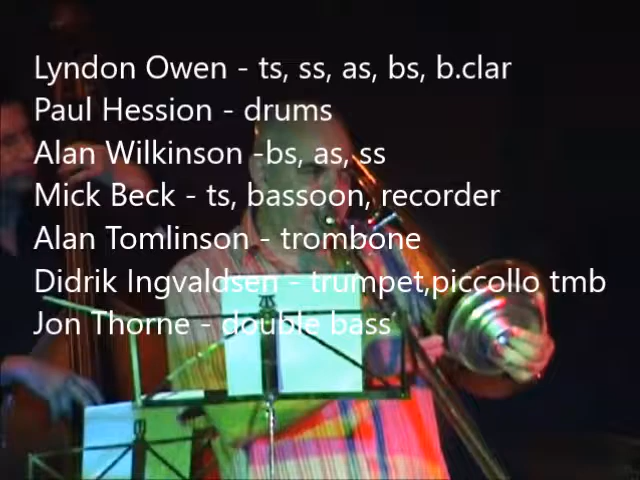 Lyndon Owen - ts, ss, as, bs, b.clar
Paul Hession - drums
Alan Wilkinson -bs, as, ss
Mick Beck - ts, bassoon, recorder
Alan Tomlinson - trombone
Didrik Ingvaldsen - trumpet,piccollo tmb
Jon Thorne - double bass